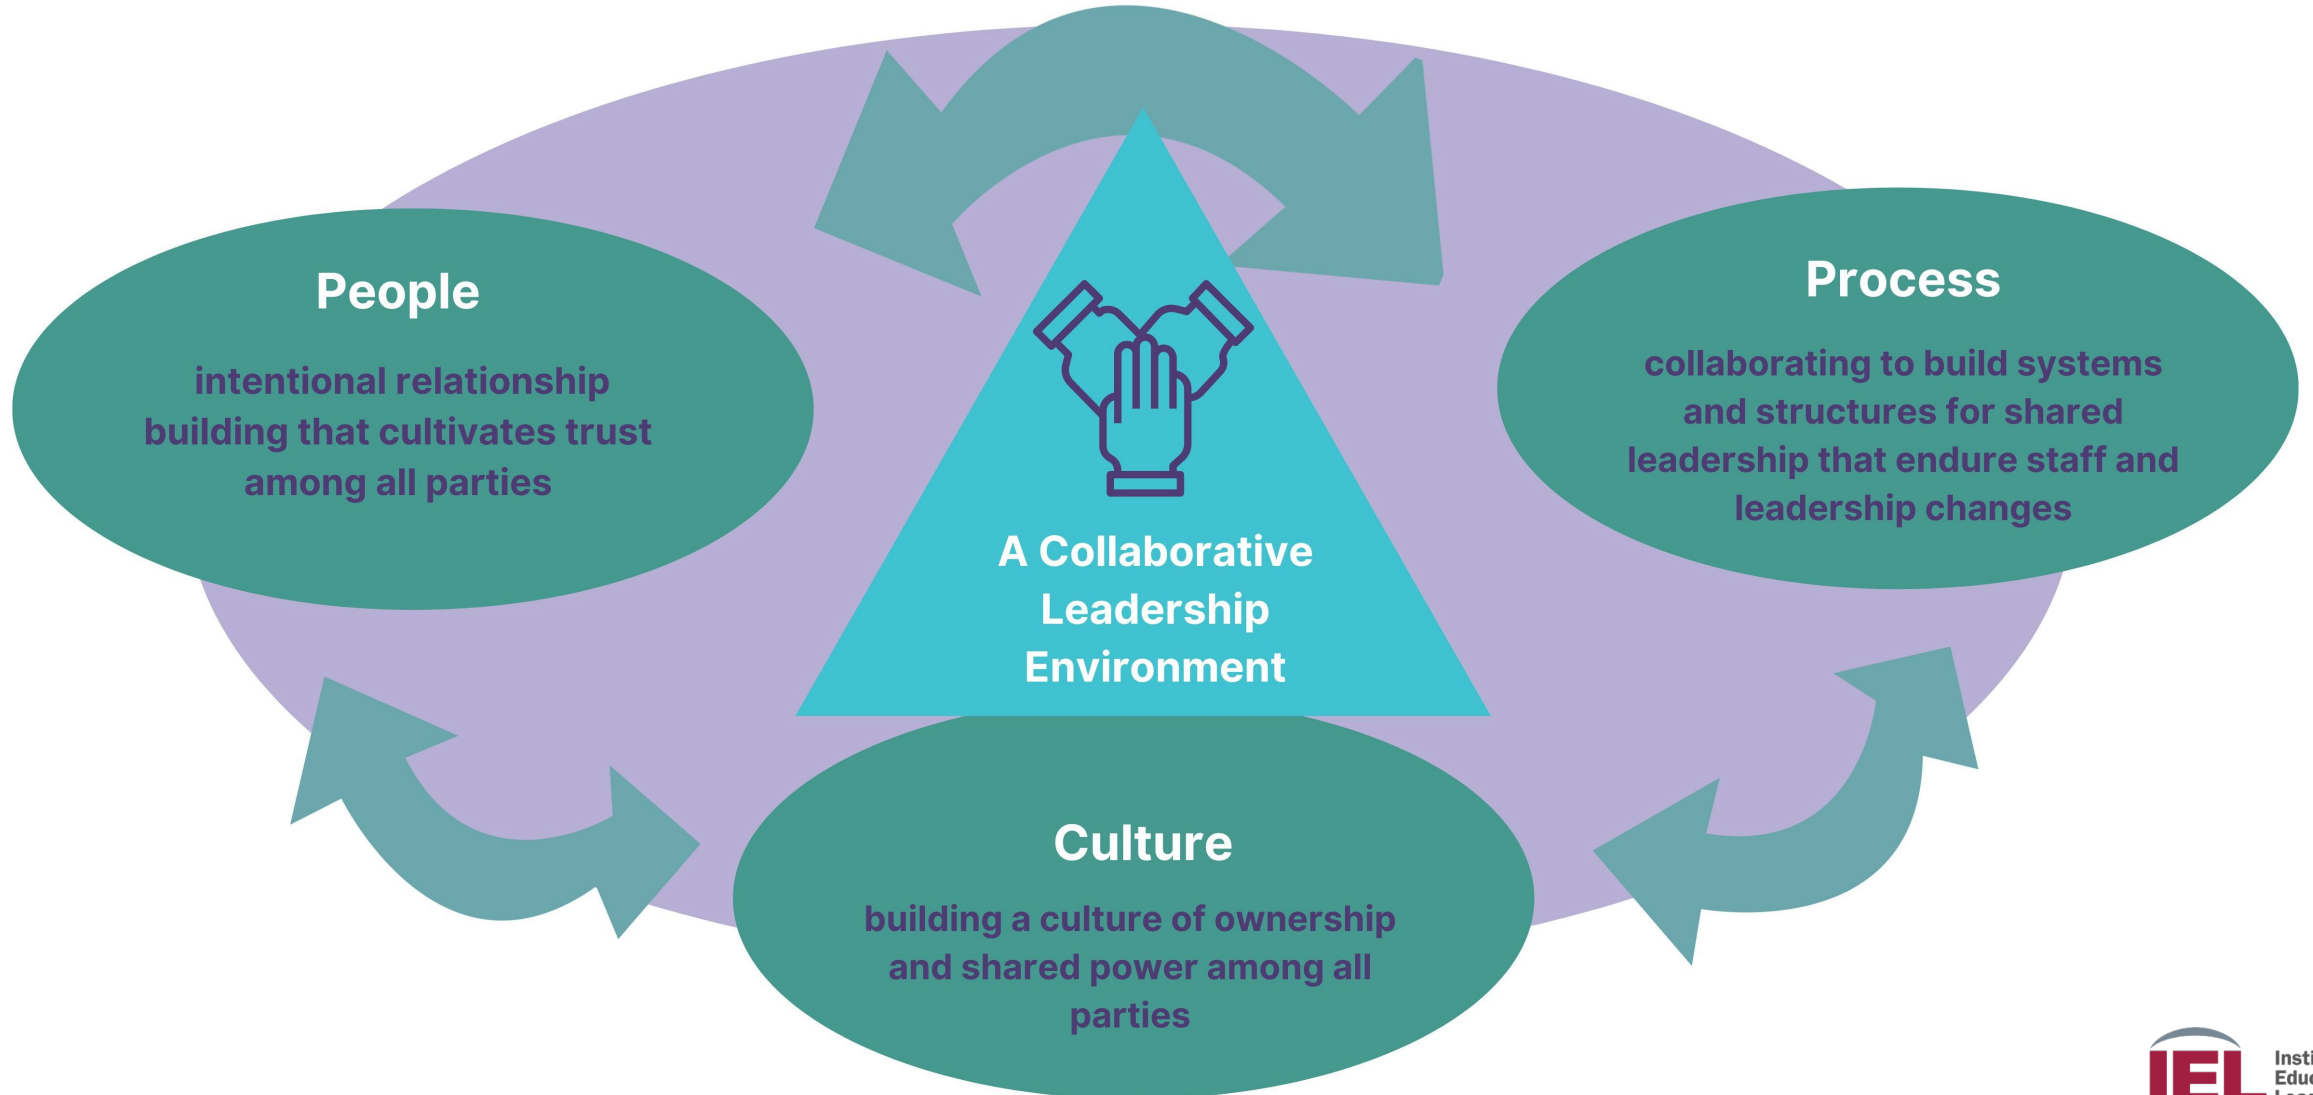 People
intentional relationship
building that cultivates trust
among all parties
A Collaborative
Leadership
Environment
Process
collaborating to build systems
and structures for shared
leadership that endure staff and
leadership changes
Culture
building a culture of ownership
and shared power among all
parties
IEL